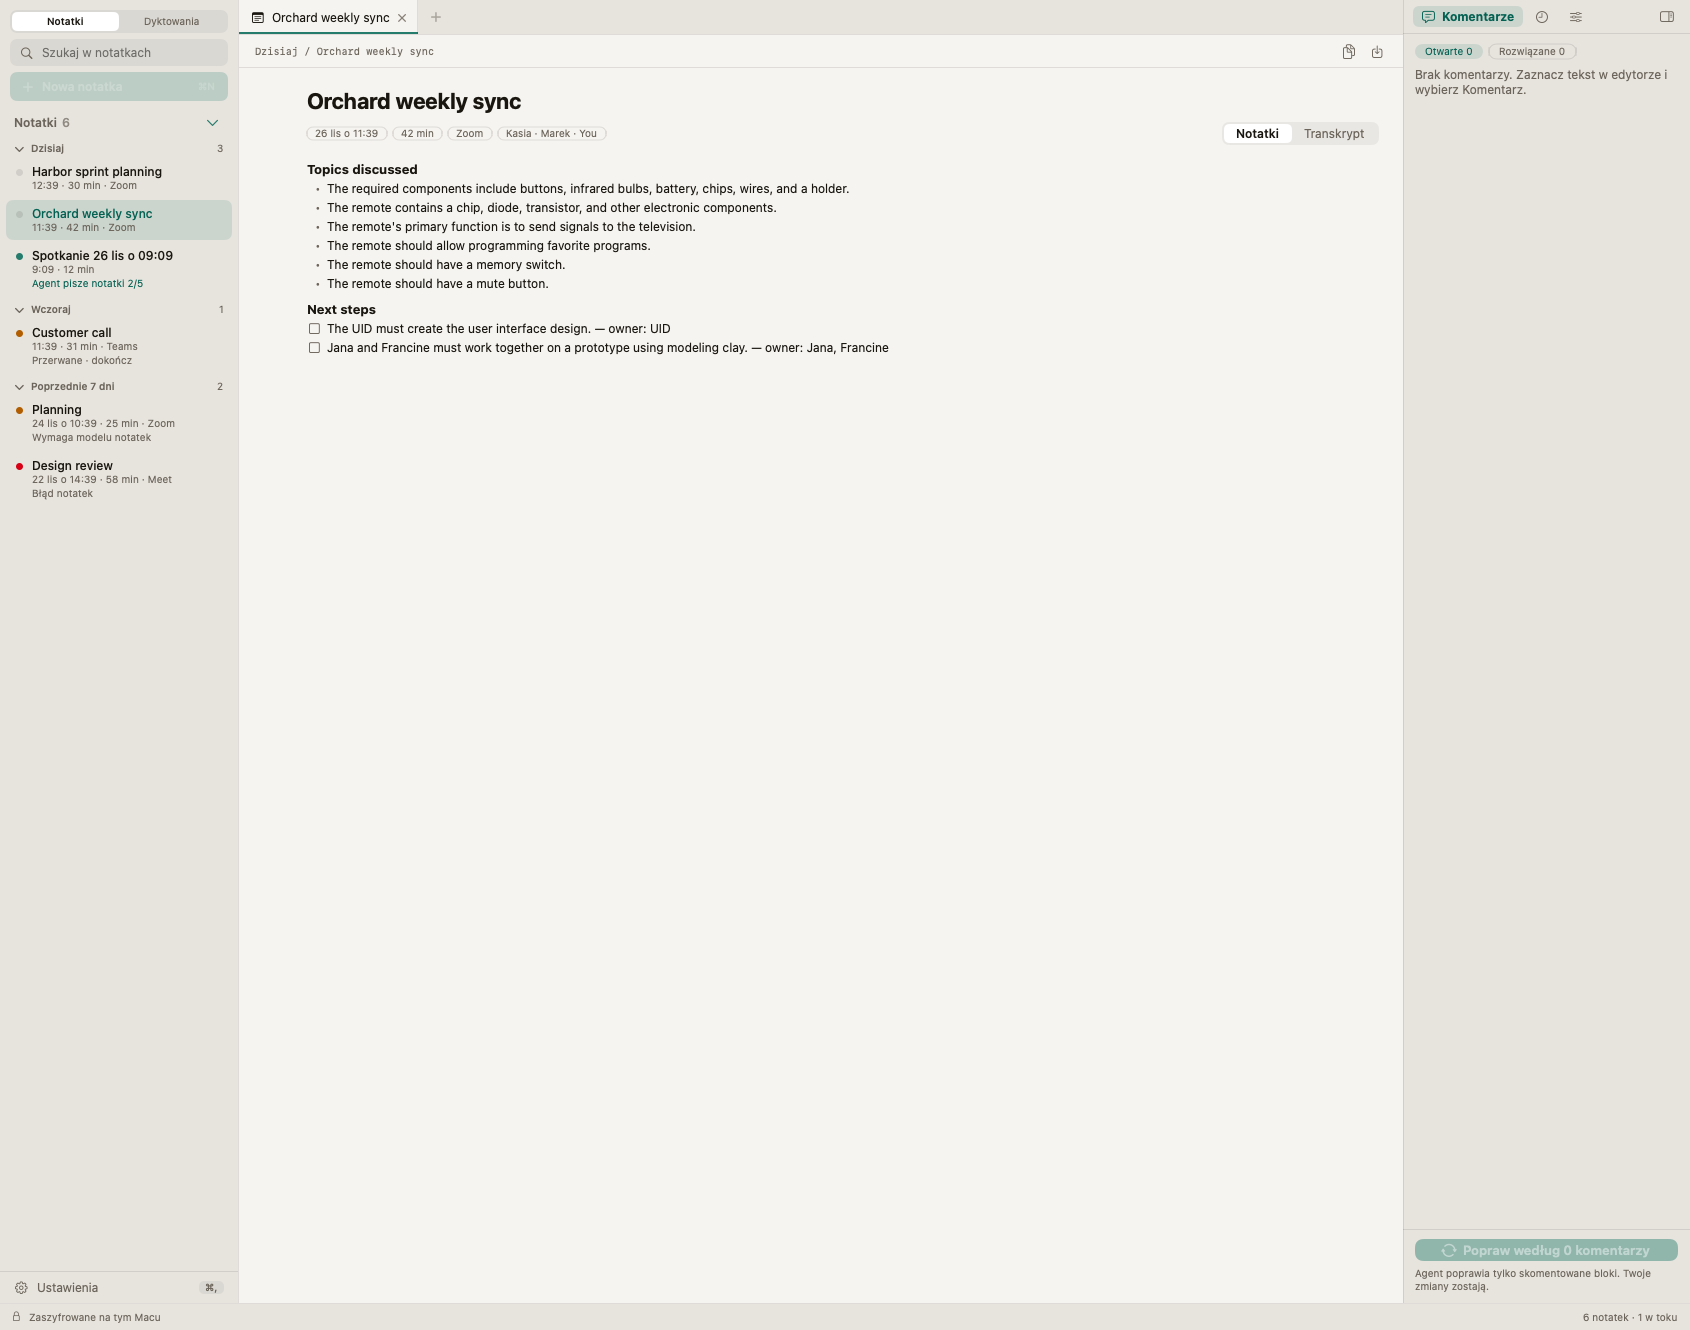 Notatki
Dyktowania
Szukaj w notatkach
+ Nowa notatka ⌘N
Notatki 6
Dzisiaj 3
Harbor sprint planning
12:39 · 30 min · Zoom
Orchard weekly sync
11:39 · 42 min · Zoom
Spotkanie 26 lis o 09:09
9:09 · 12 min
Agent pisze notatki 2/5
Wczoraj 1
Customer call
11:39 · 31 min · Teams
Przerwane · dokończ
Poprzednie 7 dni 2
Planning
24 lis o 10:39 · 25 min · Zoom
Wymaga modelu notatek
Design review
22 lis o 14:39 · 58 min · Meet
Błąd notatek
Ustawienia ⌘,
Zaszyfrowane na tym Macu
Orchard weekly sync
Dzisiaj / Orchard weekly sync
Orchard weekly sync
26 lis o 11:39
42 min
Zoom
Kasia · Marek · You
Notatki
Transkrypt
Topics discussed
• The required components include buttons, infrared bulbs, battery, chips, wires, and a holder.
• The remote contains a chip, diode, transistor, and other electronic components.
• The remote's primary function is to send signals to the television.
• The remote should allow programming favorite programs.
• The remote should have a memory switch.
• The remote should have a mute button.
Next steps
The UID must create the user interface design. — owner: UID
Jana and Francine must work together on a prototype using modeling clay. — owner: Jana, Francine
Komentarze
Otwarte 0
Rozwiązane 0
Brak komentarzy. Zaznacz tekst w edytorze i
wybierz Komentarz.
Popraw według 0 komentarzy
Agent poprawia tylko skomentowane bloki. Twoje
zmiany zostają.
6 notatek · 1 w toku